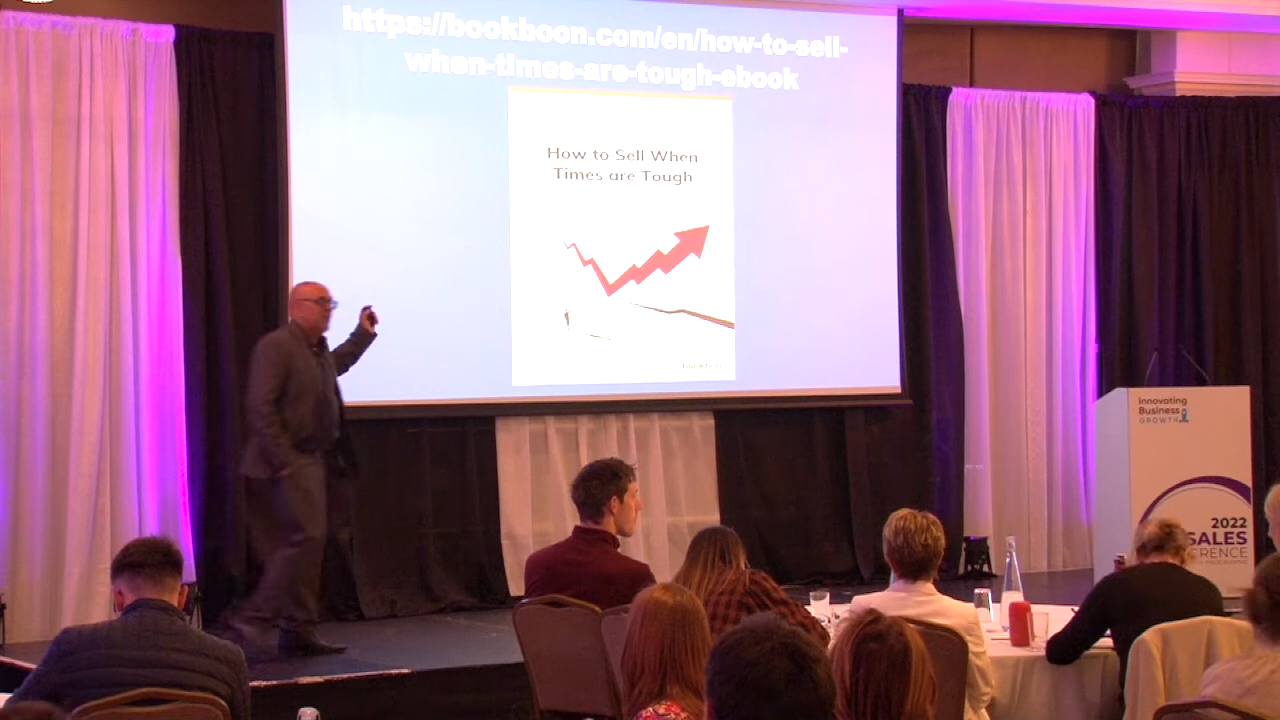 https://bookboon.com/en/how-to-sell-
when-times-are-tough-ebook
How to Sell When
Times are Tough
bookboon
Innovating
Business
GROWTH
2022
SALES